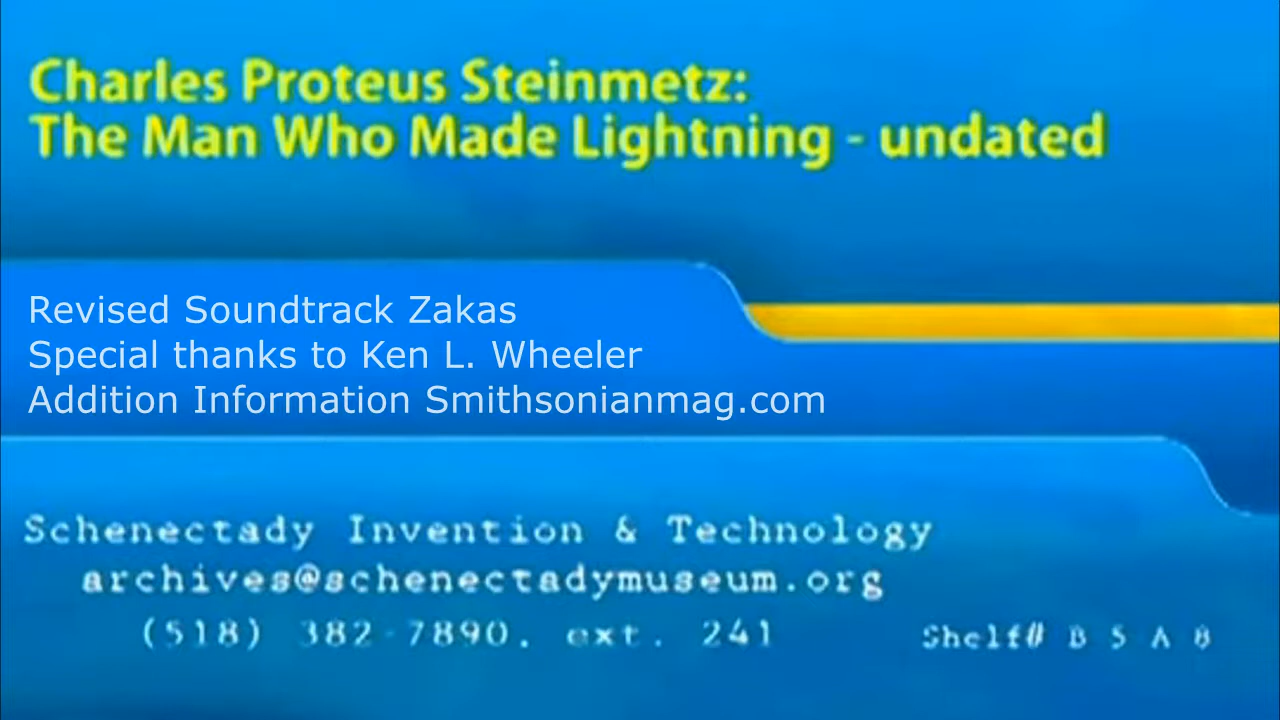 Charles Proteus Steinmetz:
The Man Who Made Lightning - undated
Revised Soundtrack Zakas
Special thanks to Ken L. Wheeler
Addition Information Smithsonianmag.com
Schenectady Invention & Technology
archives@schenectadymuseum.org
(518) 382-7890. ext. 241
Shelf# B 5 A 8